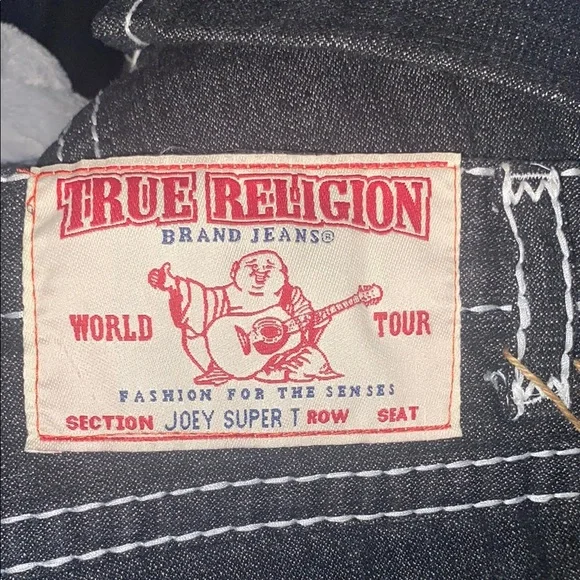 TRUE RELIGION
BRAND JEANS®
WORLD TOUR
FASHION FOR THE SENSES
SECTION JOEY SUPER T ROW SEAT